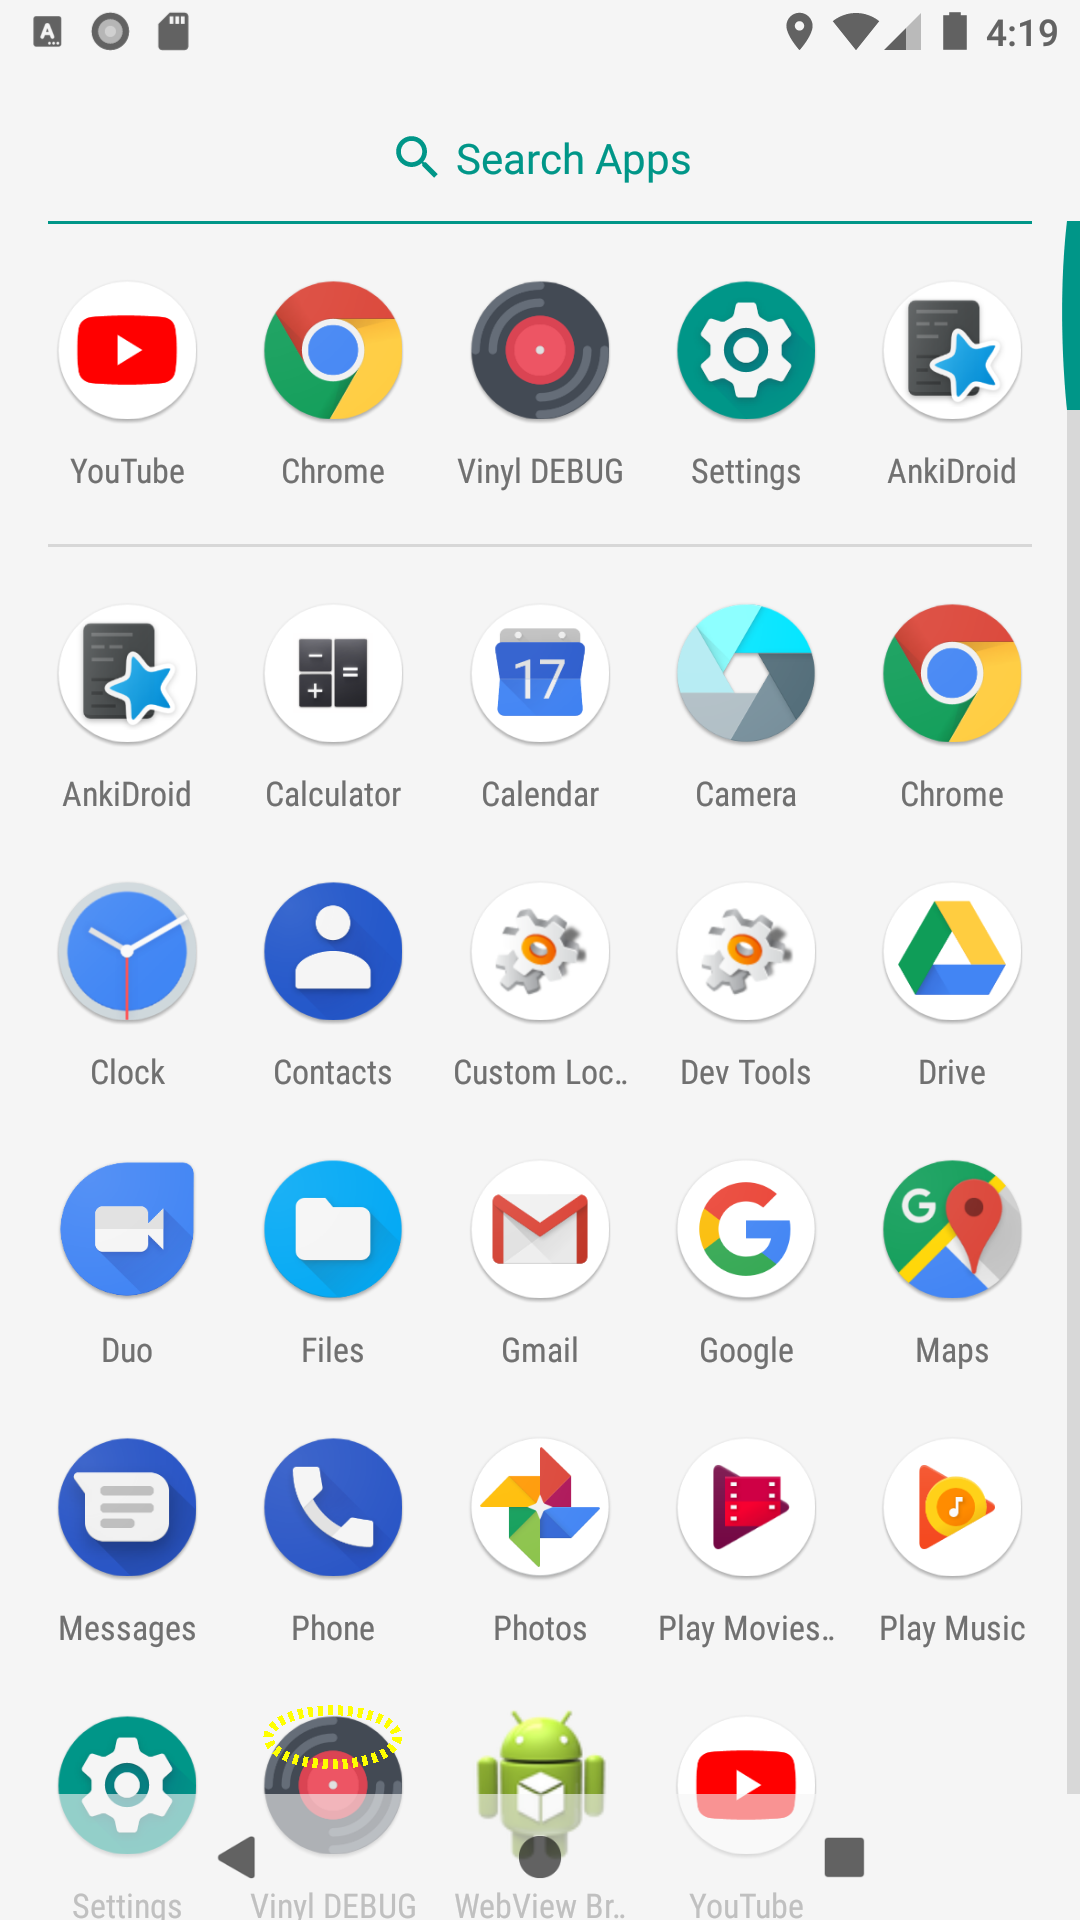 4:19
Search Apps
YouTube Chrome Vinyl DEBUG Settings AnkiDroid
17
AnkiDroid Calculator Calendar Camera Chrome
Clock Contacts Custom Loc.. Dev Tools Drive
G
Duo Files Gmail Google Maps
Messages Phone Photos Play Movies.. Play Music
Settings Vinyl DEBUG WebView Br.. YouTube